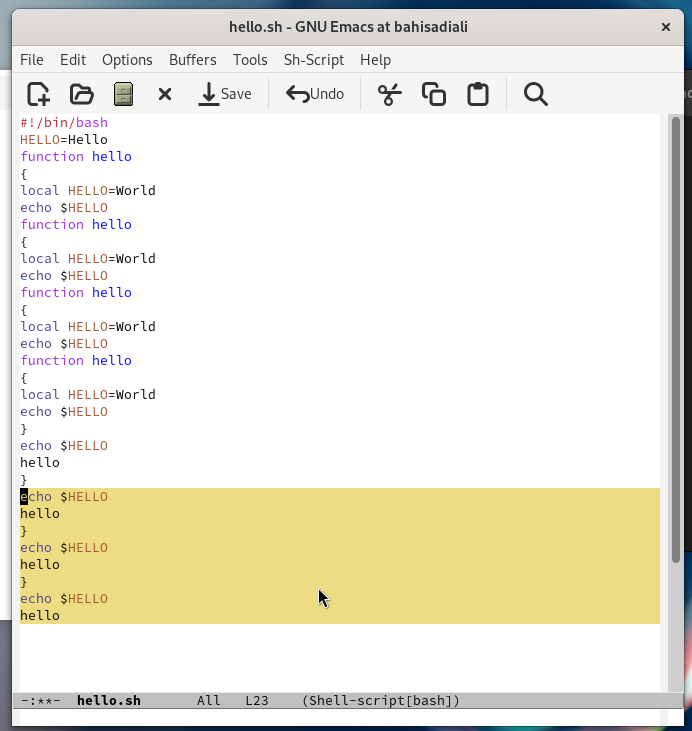 hello.sh - GNU Emacs at bahisadiali
File Edit Options Buffers Tools Sh-Script Help
Save Undo
#!/bin/bash
HELLO=Hello
function hello
{
local HELLO=World
echo $HELLO
function hello
{
local HELLO=World
echo $HELLO
function hello
{
local HELLO=World
echo $HELLO
function hello
{
local HELLO=World
echo $HELLO
}
echo $HELLO
hello
}
echo $HELLO
hello
}
echo $HELLO
hello
}
echo $HELLO
hello
-:**- hello.sh All L23 (Shell-script[bash])